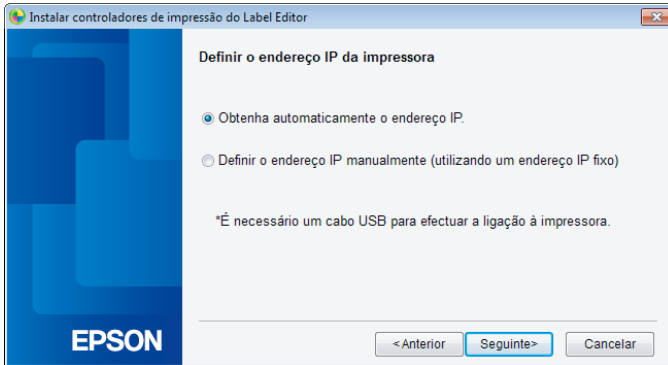 Instalar controladores de impressão do Label Editor
Definir o endereço IP da impressora
Obtenha automaticamente o endereço IP.
Definir o endereço IP manualmente (utilizando um endereço IP fixo)
*É necessário um cabo USB para efectuar a ligação à impressora.
EPSON
<Anterior
Seguinte>
Cancelar